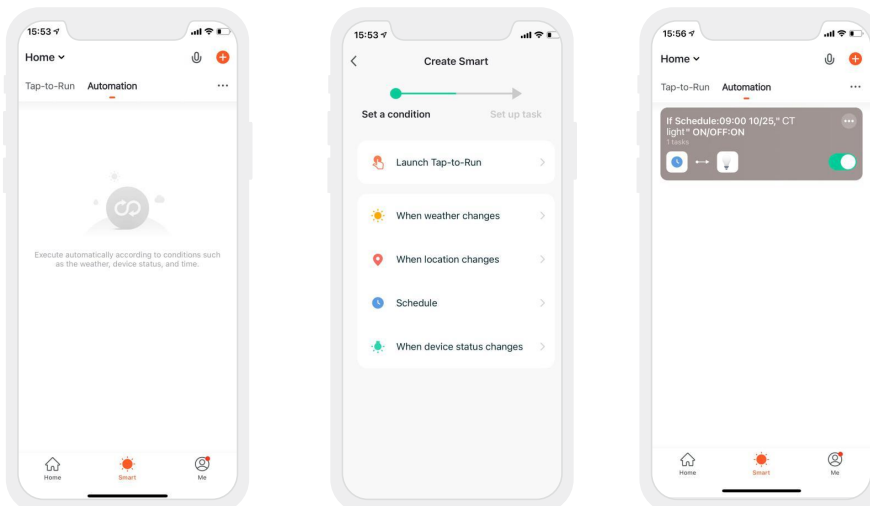 15:53
Home
Tap-to-Run Automation
Execute automatically according to conditions such
as the weather, device status, and time.
Home Smart Me
15:53
Create Smart
Set a condition Set up task
Launch Tap-to-Run
When weather changes
When location changes
Schedule
When device status changes
15:56
Home
Tap-to-Run Automation
If Schedule:09:00 10/25," CT
light" ON/OFF:ON
1 tasks
Home Smart Me